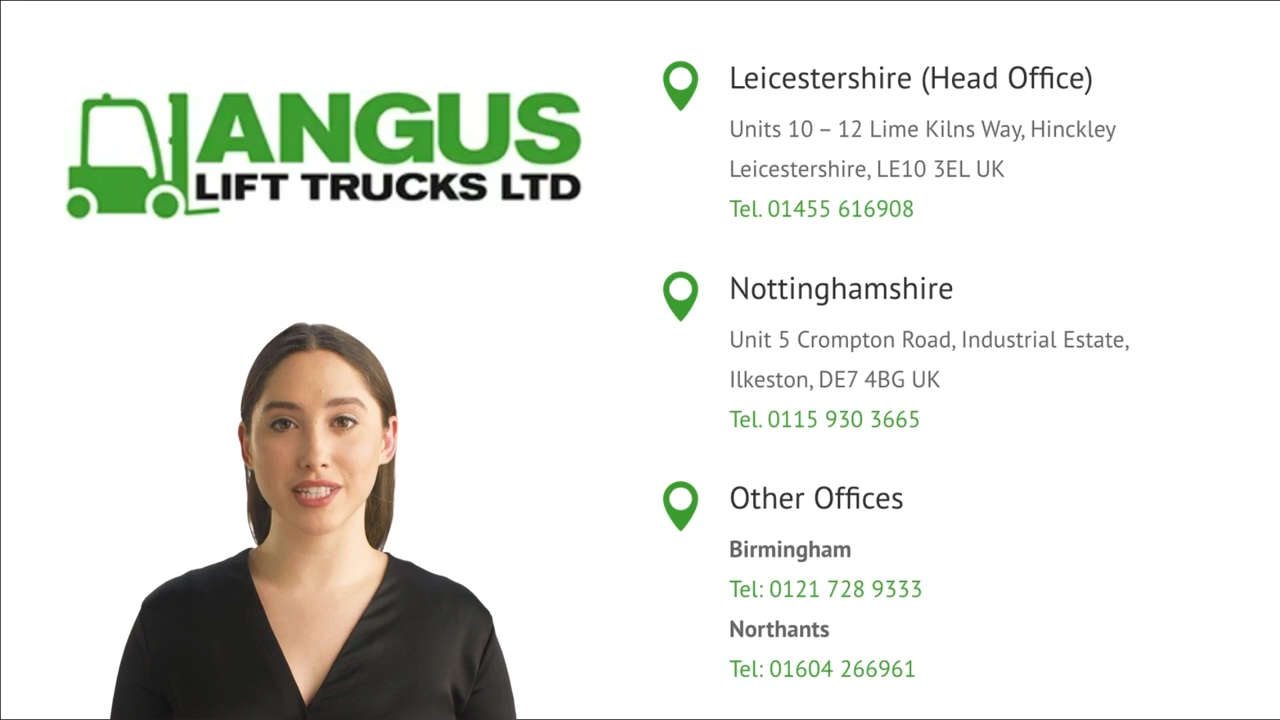 ANGUS
LIFT TRUCKS LTD
Leicestershire (Head Office)
Units 10 – 12 Lime Kilns Way, Hinckley
Leicestershire, LE10 3EL UK
Tel. 01455 616908
Nottinghamshire
Unit 5 Crompton Road, Industrial Estate,
Ilkeston, DE7 4BG UK
Tel. 0115 930 3665
Other Offices
Birmingham
Tel: 0121 728 9333
Northants
Tel: 01604 266961